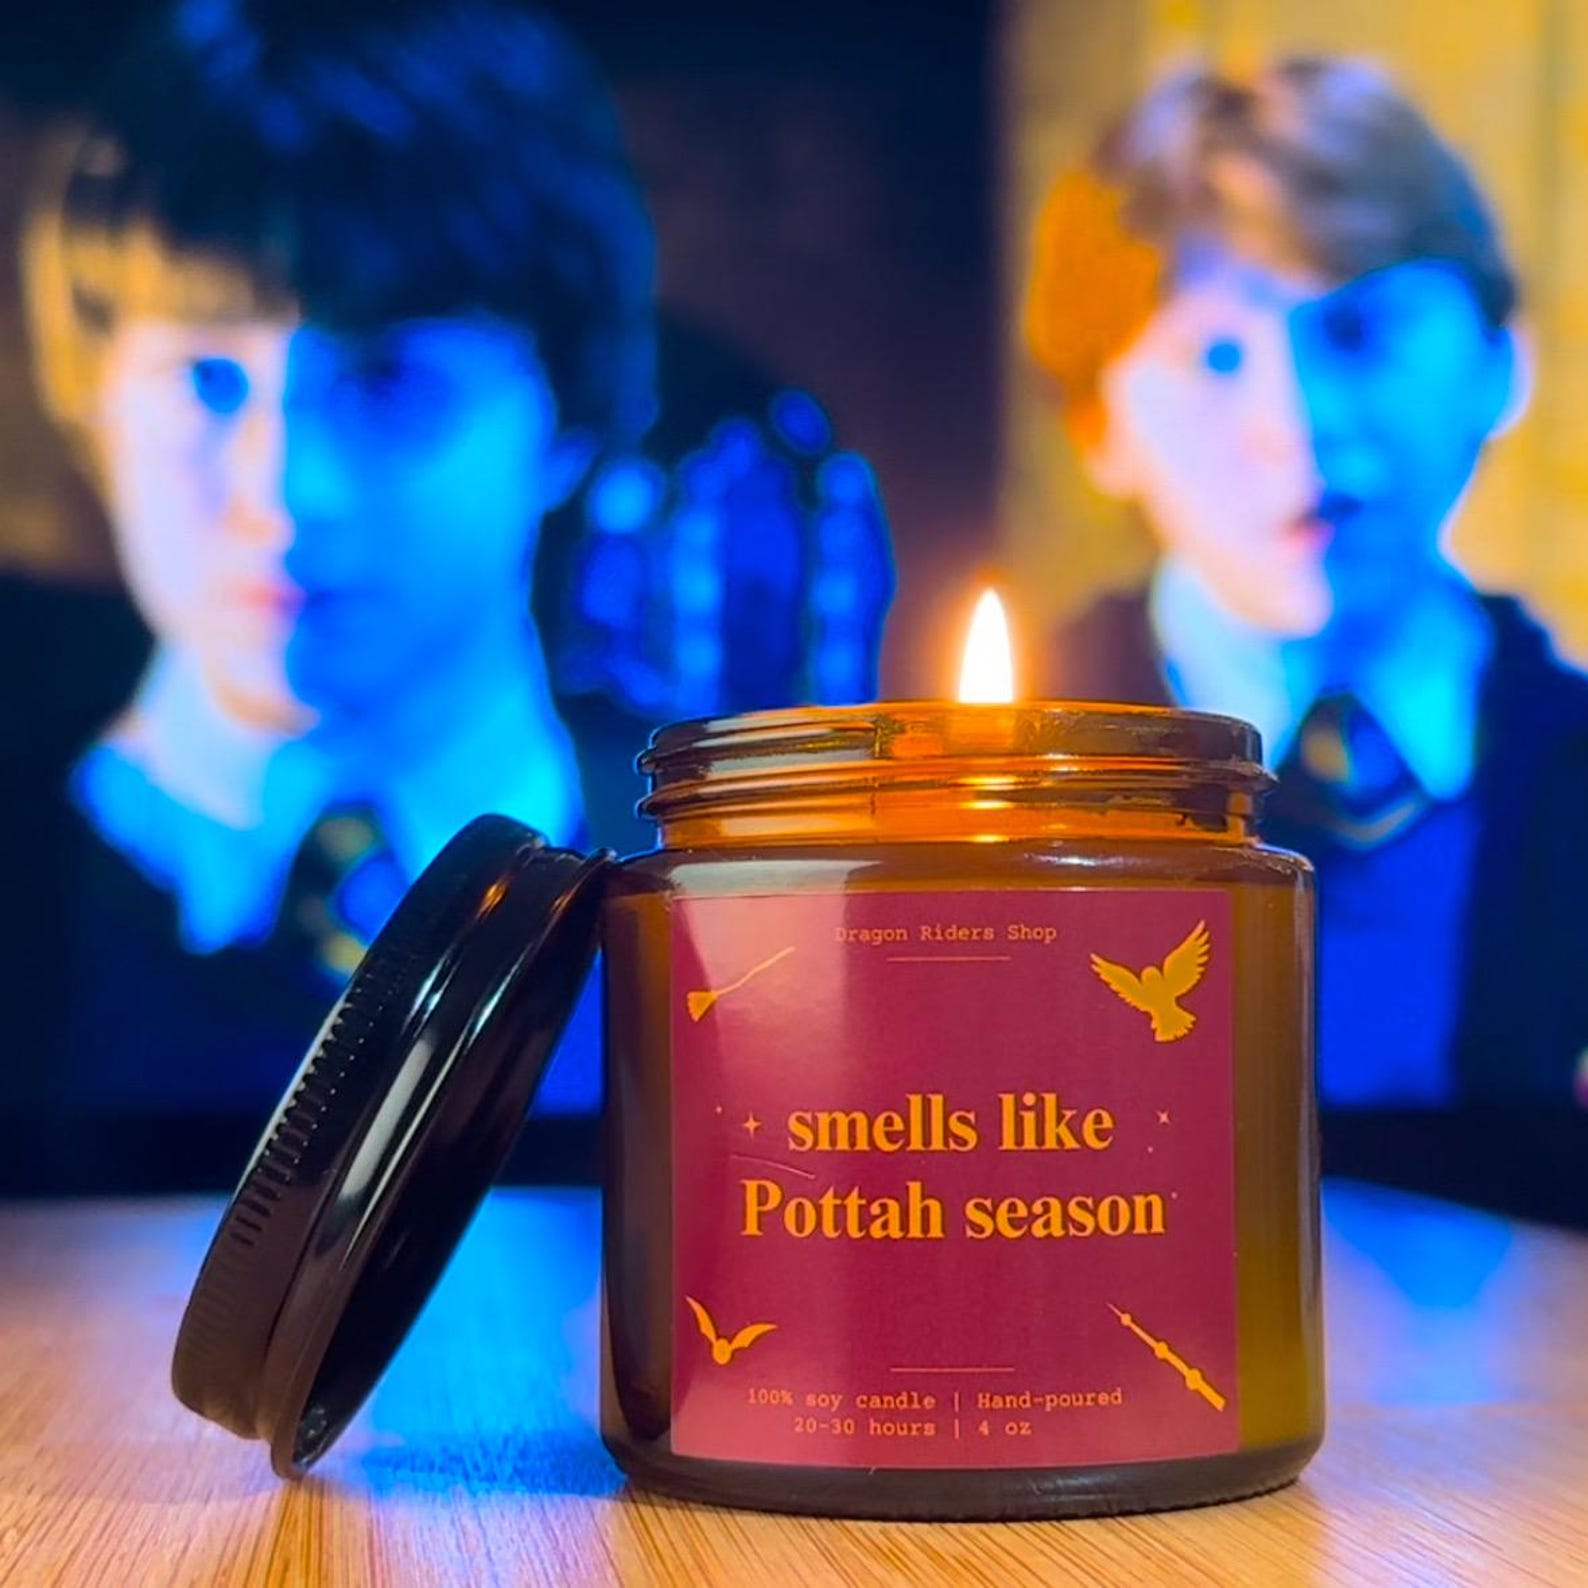 Dragon Riders Shop
smells like
Pottah season
100% soy candle | Hand-poured
20-30 hours | 4 oz